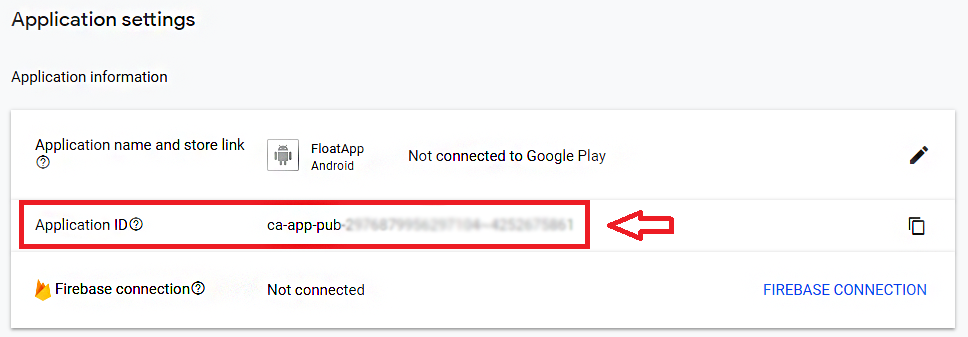 Application settings
Application information
Application name and store link
FloatApp
Android
Not connected to Google Play
Application ID
ca-app-pub-
Firebase connection
Not connected
FIREBASE CONNECTION